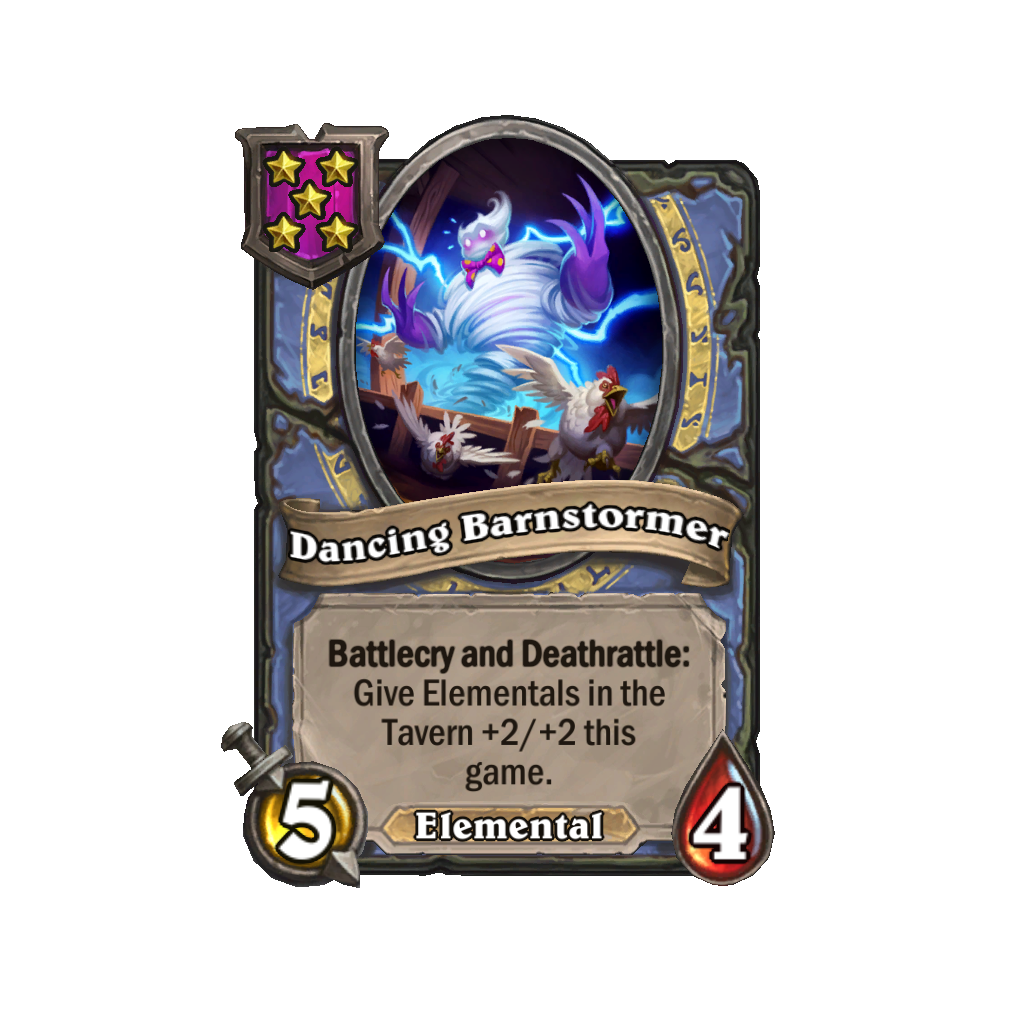 Dancing Barnstormer
Battlecry and Deathrattle:
Give Elementals in the
Tavern +2/+2 this
game.
5
Elemental
4